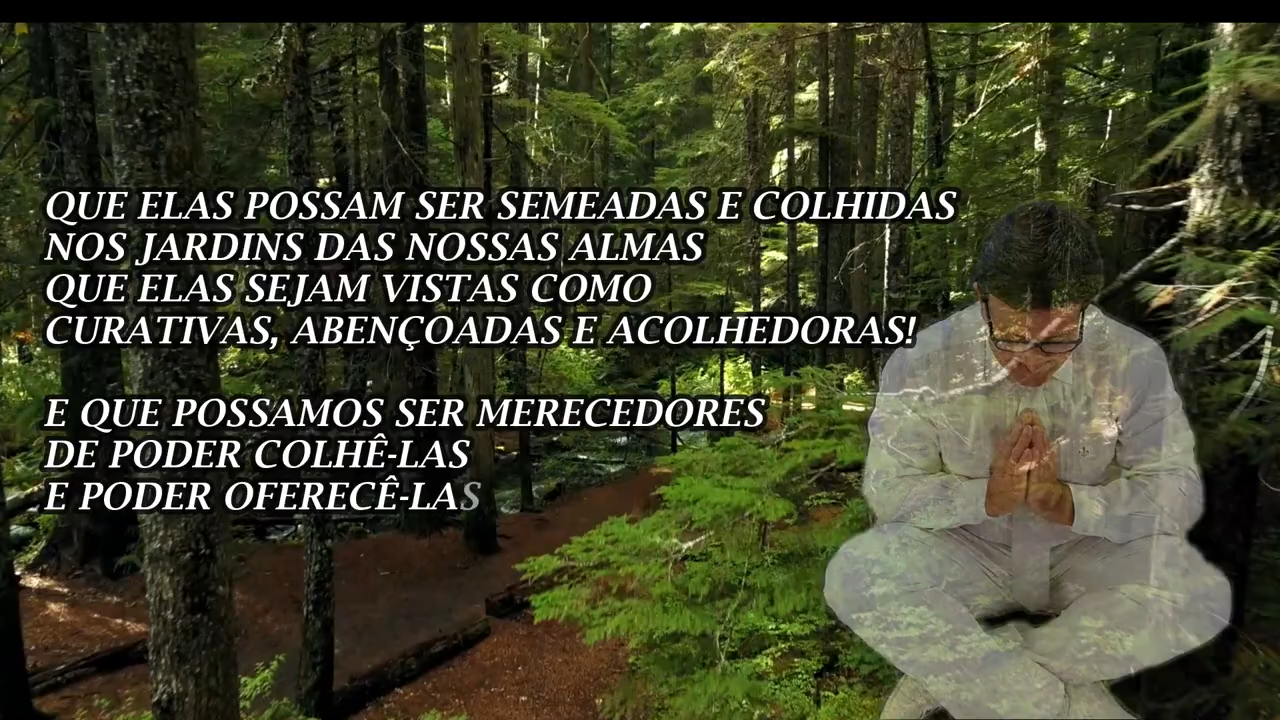 QUE ELAS POSSAM SER SEMEADAS E COLHIDAS
NOS JARDINS DAS NOSSAS ALMAS
QUE ELAS SEJAM VISTAS COMO
CURATIVAS, ABENÇOADAS E ACOLHEDORAS!
E QUE POSSAMOS SER MERECEDORES
DE PODER COLHÊ-LAS
E PODER OFERECÊ-LAS